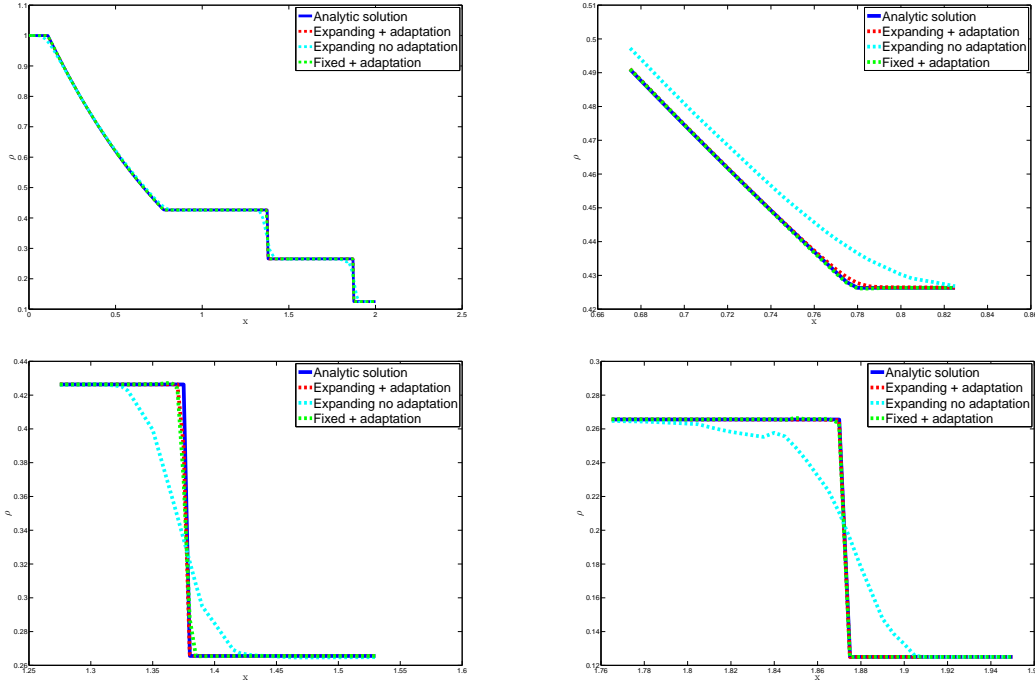 1.1
Analytic solution
1
Expanding + adaptation
Expanding no adaptation
0.9
Fixed + adaptation
0.8
0.7
0.6
ρ
0.5
0.4
0.3
0.2
0.1
0 0.5 1 1.5 2 2.5
x
0.51
Analytic solution
Expanding + adaptation
0.5
Expanding no adaptation
Fixed + adaptation
0.49
0.48
0.47
ρ
0.46
0.45
0.44
0.43
0.42
0.66 0.68 0.7 0.72 0.74 0.76 0.78 0.8 0.82 0.84 0.86
x
0.44
Analytic solution
Expanding + adaptation
0.42
Expanding no adaptation
Fixed + adaptation
0.4
0.38
0.36
ρ
0.34
0.32
0.3
0.28
0.26
1.25 1.3 1.35 1.4 1.45 1.5 1.55 1.6
x
0.3
Analytic solution
Expanding + adaptation
0.28
Expanding no adaptation
Fixed + adaptation
0.26
0.24
0.22
ρ
0.2
0.18
0.16
0.14
0.12
1.76 1.78 1.8 1.82 1.84 1.86 1.88 1.9 1.92 1.94
x